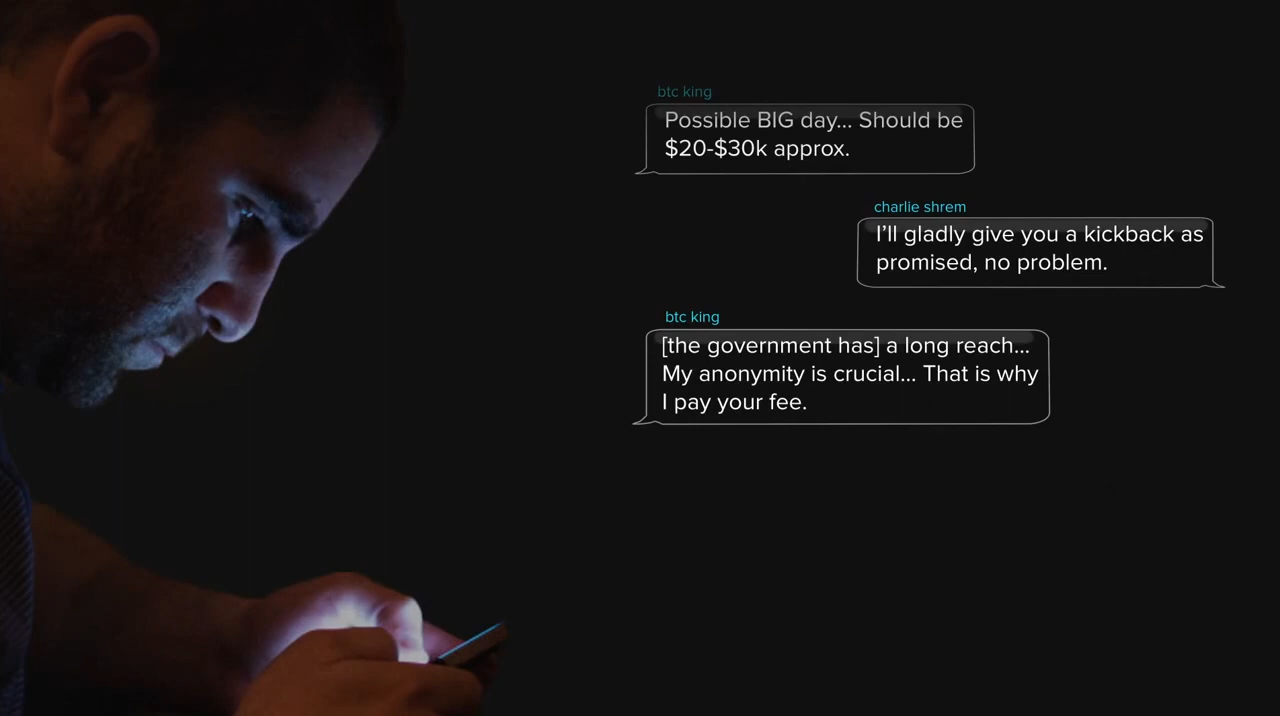 btc king
Possible BIG day... Should be
$20-$30k approx.
charlie shrem
I'll gladly give you a kickback as
promised, no problem.
btc king
[the government has] a long reach...
My anonymity is crucial... That is why
I pay your fee.